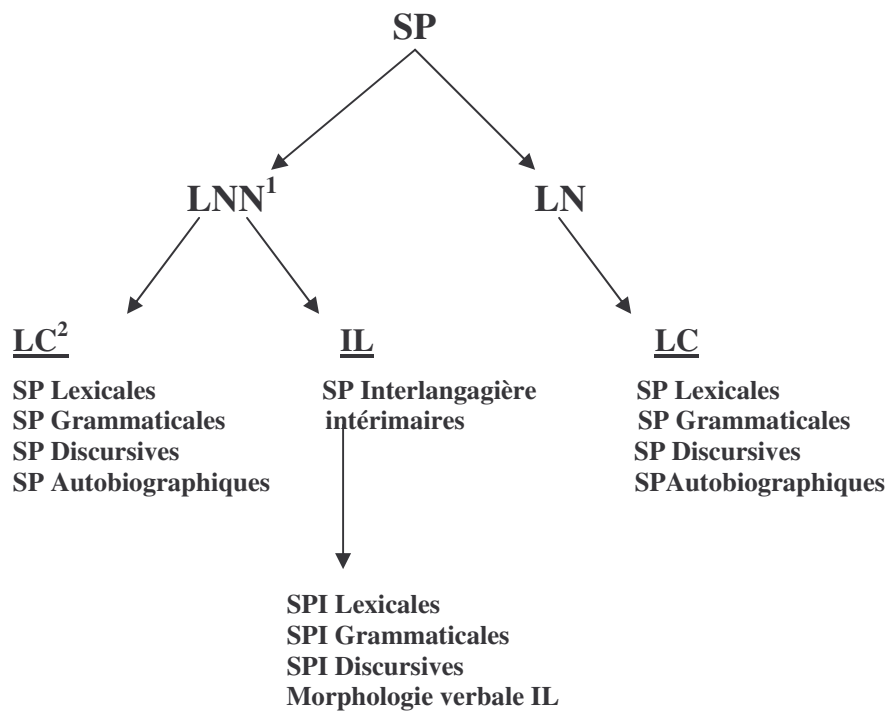 SP
LNN¹
LN
LC²
SP Lexicales
SP Grammaticales
SP Discursives
SP Autobiographiques
IL
SP Interlangagière
intérimaires
LC
SP Lexicales
SP Grammaticales
SP Discursives
SPAutobiographiques
SPI Lexicales
SPI Grammaticales
SPI Discursives
Morphologie verbale IL